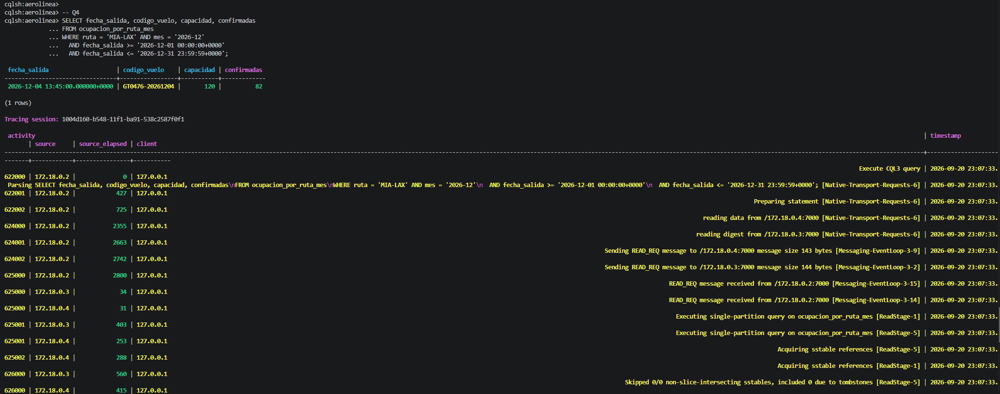 cqlsh:aerolinea>
cqlsh:aerolinea> -- Q4
cqlsh:aerolinea> SELECT fecha_salida, codigo_vuelo, capacidad, confirmadas
... FROM ocupacion_por_ruta_mes
... WHERE ruta = 'MIA-LAX' AND mes = '2026-12'
...   AND fecha_salida >= '2026-12-01 00:00:00+0000'
...   AND fecha_salida <= '2026-12-31 23:59:59+0000';
fecha_salida | codigo_vuelo | capacidad | confirmadas
---------------------------------+----------------+-----------+-------------
2026-12-04 13:45:00.000000+0000 | GT0476-20261204 | 120 | 82
(1 rows)
Tracing session: 1004d160-b548-11f1-ba91-538c2587f0f1
activity | timestamp
| source | source_elapsed | client
Execute CQL3 query | 2026-09-20 23:07:33.
622000 | 172.18.0.2 | 0 | 127.0.0.1
Parsing SELECT fecha_salida, codigo_vuelo, capacidad, confirmadas\nFROM ocupacion_por_ruta_mes\nWHERE ruta = 'MIA-LAX' AND mes = '2026-12'\n  AND fecha_salida >= '2026-12-01 00:00:00+0000'\n  AND fecha_salida <= '2026-12-31 23:59:59+0000'; [Native-Transport-Requests-6] | 2026-09-20 23:07:33.
622001 | 172.18.0.2 | 427 | 127.0.0.1
Preparing statement [Native-Transport-Requests-6] | 2026-09-20 23:07:33.
622002 | 172.18.0.2 | 725 | 127.0.0.1
reading data from /172.18.0.4:7000 [Native-Transport-Requests-6] | 2026-09-20 23:07:33.
624000 | 172.18.0.2 | 2355 | 127.0.0.1
reading digest from /172.18.0.3:7000 [Native-Transport-Requests-6] | 2026-09-20 23:07:33.
624001 | 172.18.0.2 | 2663 | 127.0.0.1
Sending READ_REQ message to /172.18.0.4:7000 message size 143 bytes [Messaging-EventLoop-3-9] | 2026-09-20 23:07:33.
624002 | 172.18.0.2 | 2742 | 127.0.0.1
Sending READ_REQ message to /172.18.0.3:7000 message size 144 bytes [Messaging-EventLoop-3-2] | 2026-09-20 23:07:33.
625000 | 172.18.0.2 | 2800 | 127.0.0.1
READ_REQ message received from /172.18.0.2:7000 [Messaging-EventLoop-3-15] | 2026-09-20 23:07:33.
625000 | 172.18.0.3 | 34 | 127.0.0.1
READ_REQ message received from /172.18.0.2:7000 [Messaging-EventLoop-3-14] | 2026-09-20 23:07:33.
625000 | 172.18.0.4 | 31 | 127.0.0.1
Executing single-partition query on ocupacion_por_ruta_mes [ReadStage-1] | 2026-09-20 23:07:33.
625001 | 172.18.0.3 | 403 | 127.0.0.1
Executing single-partition query on ocupacion_por_ruta_mes [ReadStage-5] | 2026-09-20 23:07:33.
625001 | 172.18.0.4 | 253 | 127.0.0.1
Acquiring sstable references [ReadStage-5] | 2026-09-20 23:07:33.
625002 | 172.18.0.4 | 288 | 127.0.0.1
Acquiring sstable references [ReadStage-1] | 2026-09-20 23:07:33.
626000 | 172.18.0.3 | 560 | 127.0.0.1
Skipped 0/0 non-slice-intersecting sstables, included 0 due to tombstones [ReadStage-5] | 2026-09-20 23:07:33.
626000 | 172.18.0.4 | 415 | 127.0.0.1